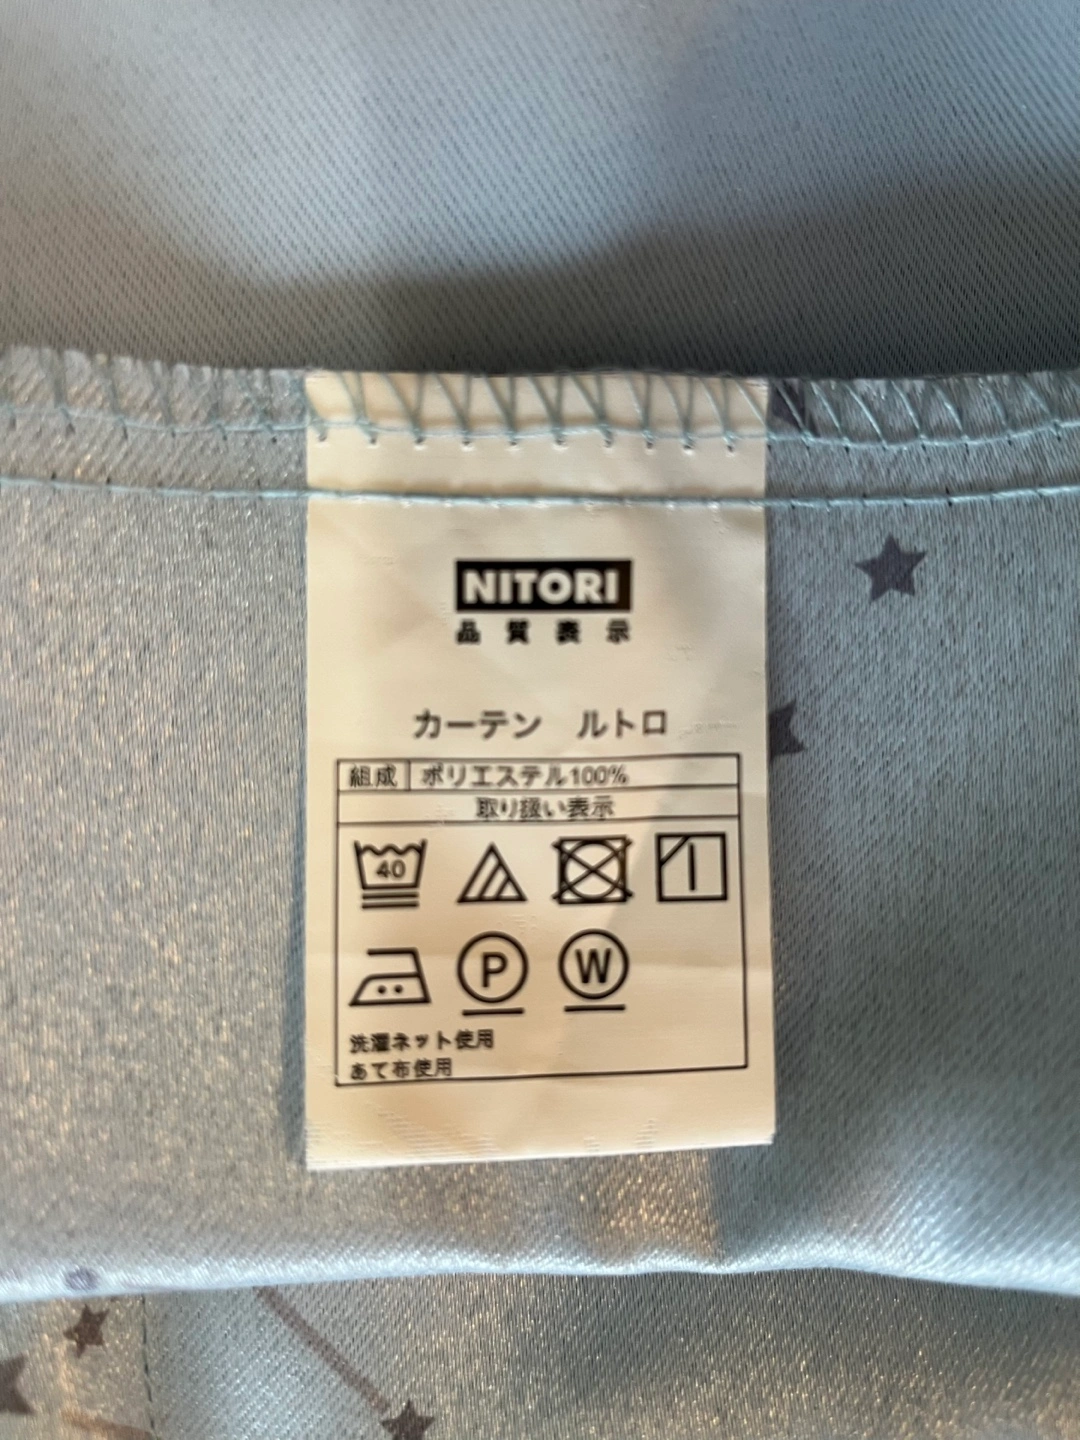 NITORI
品質表示
カーテン　ルトロ
組成 ポリエステル100%
取り扱い表示
40
P W
洗濯ネット使用
あて布使用